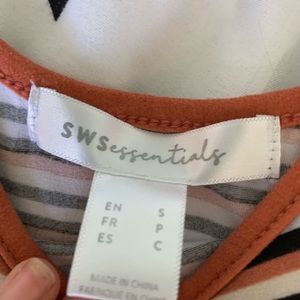 SWSessentials
EN S
FR P
ES C
MADE IN CHINA
FABRIQUÉ EN CHINE